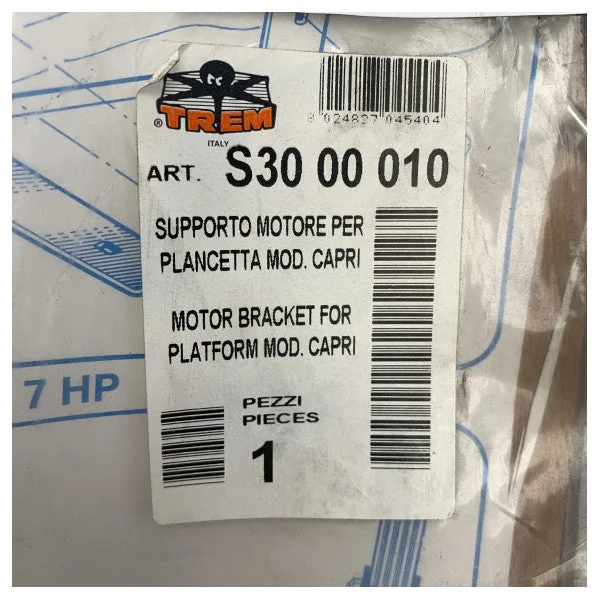 ® TREM
ITALY
8 024827 045404
ART. S30 00 010
SUPPORTO MOTORE PER
PLANCETTA MOD. CAPRI
MOTOR BRACKET FOR
PLATFORM MOD. CAPRI
7 HP
PEZZI
PIECES
1